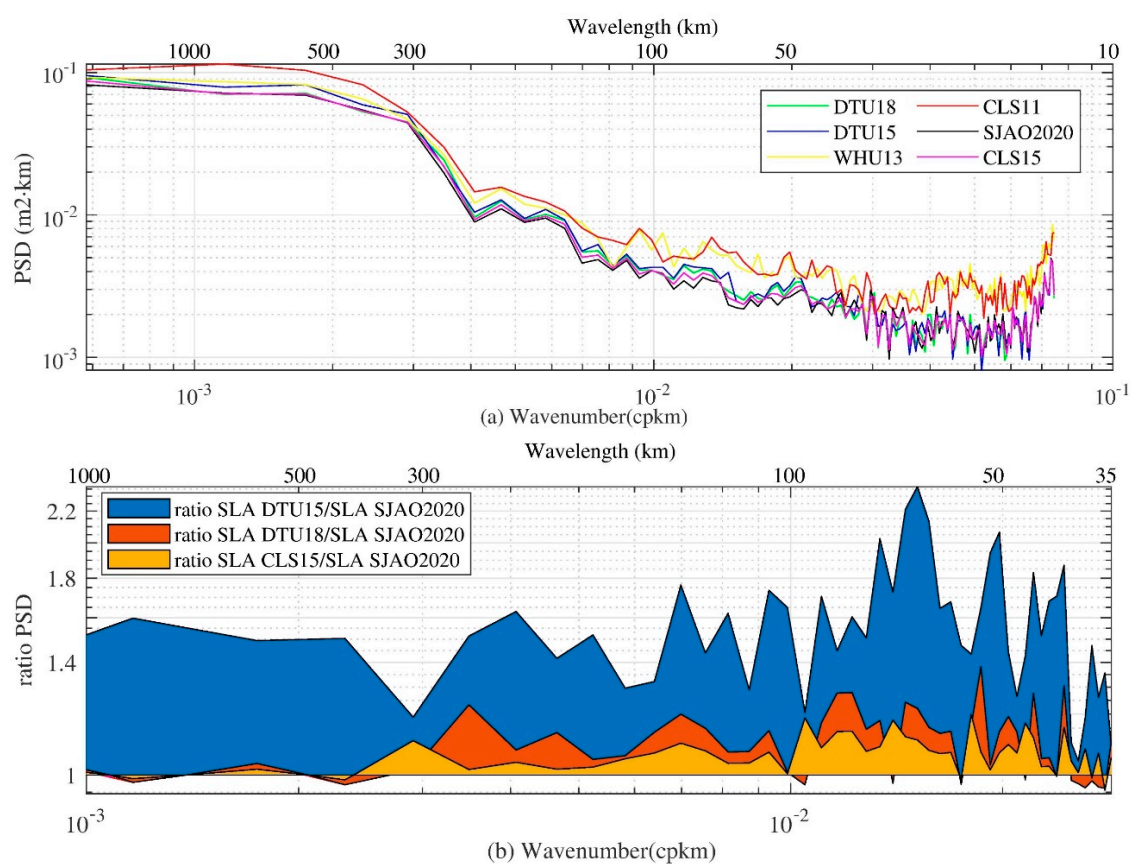 Wavelength (km)
1000 500 300 100 50 10
10⁻¹
10⁻²
10⁻³
PSD (m2·km)
DTU18 CLS11
DTU15 SJAO2020
WHU13 CLS15
10⁻³ 10⁻² 10⁻¹
(a) Wavenumber(cpkm)
Wavelength (km)
1000 500 300 100 50 35
ratio SLA DTU15/SLA SJAO2020
ratio SLA DTU18/SLA SJAO2020
ratio SLA CLS15/SLA SJAO2020
2.2
1.8
1.4
1
ratio PSD
10⁻³ 10⁻²
(b) Wavenumber(cpkm)